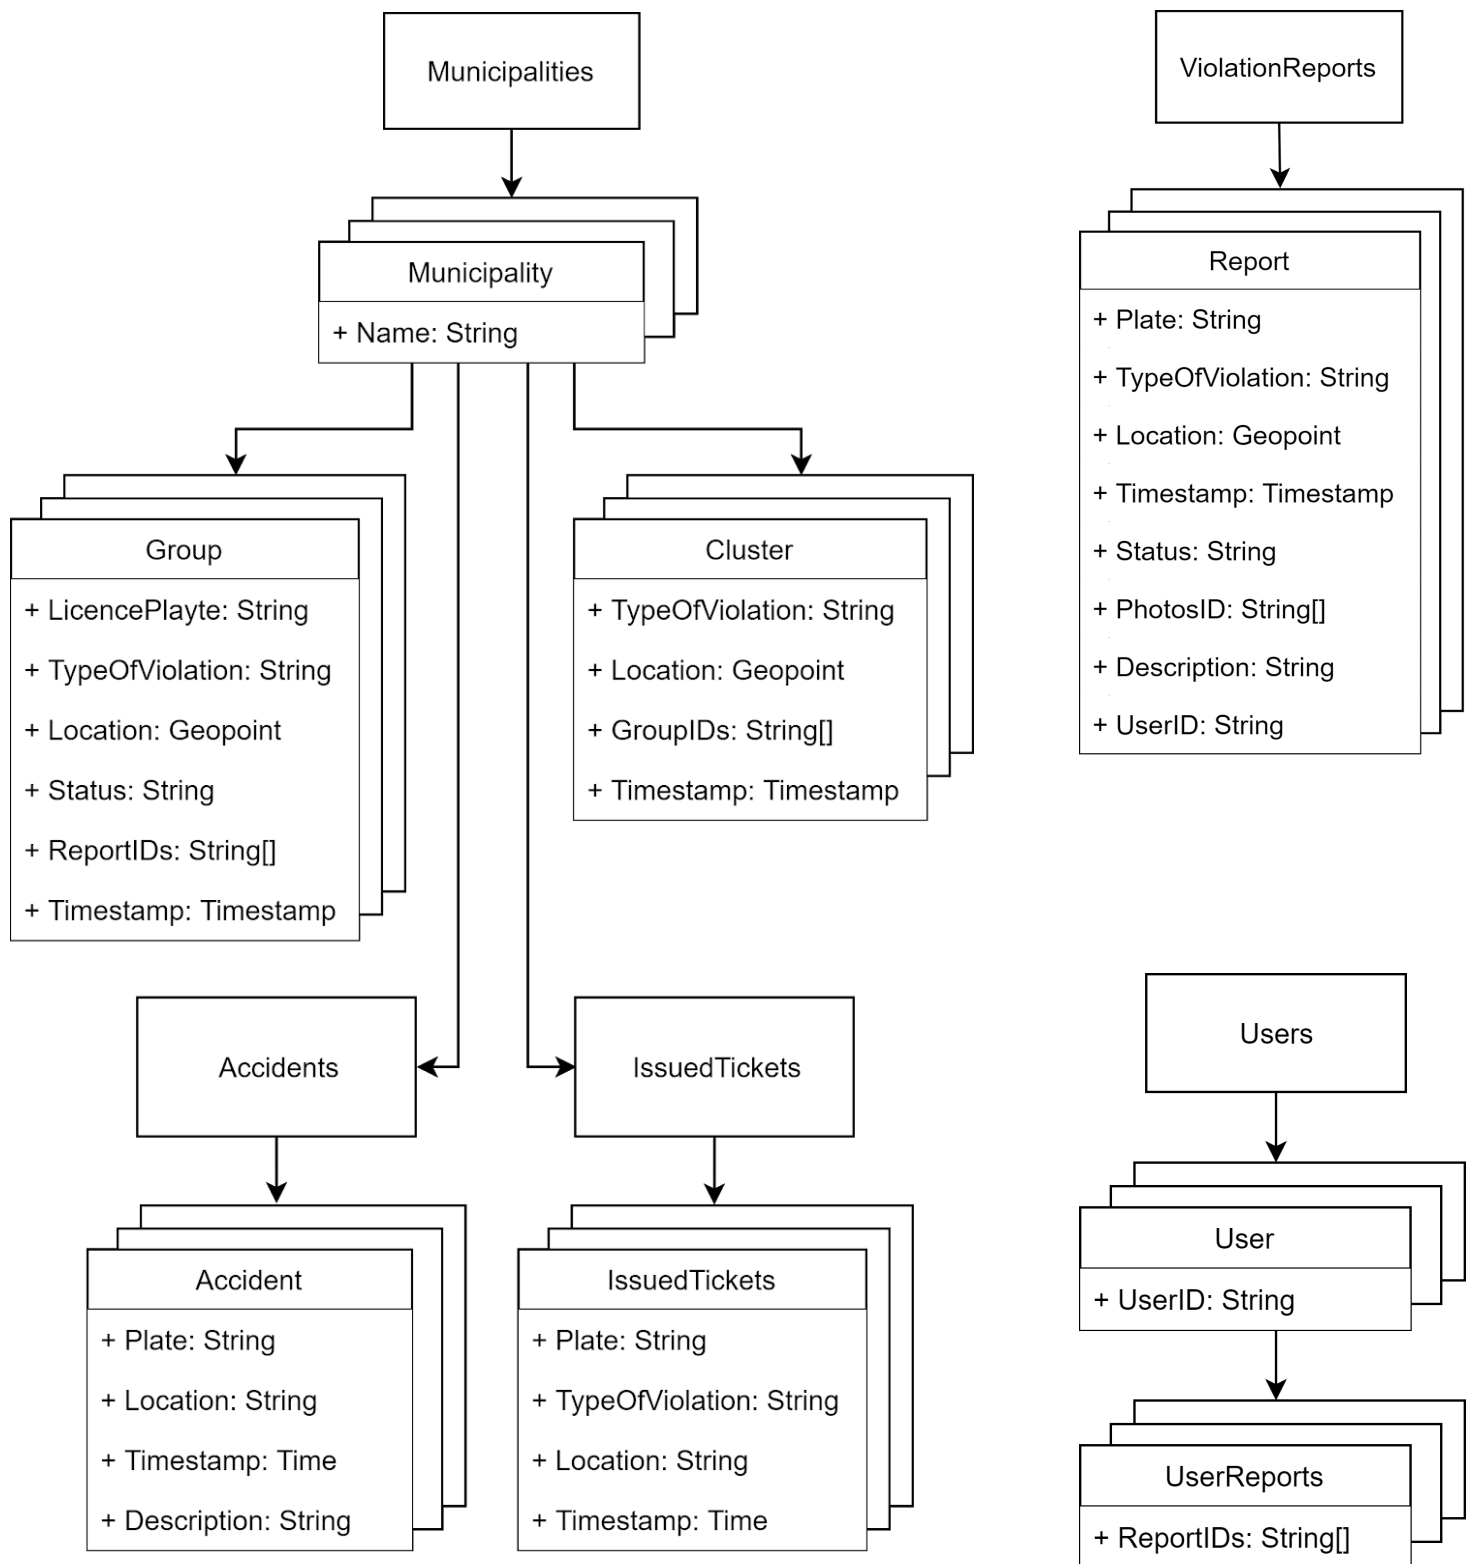 Municipalities
Municipality
+ Name: String
Group
+ LicencePlayte: String
+ TypeOfViolation: String
+ Location: Geopoint
+ Status: String
+ ReportIDs: String[]
+ Timestamp: Timestamp
Cluster
+ TypeOfViolation: String
+ Location: Geopoint
+ GroupIDs: String[]
+ Timestamp: Timestamp
Accidents
Accident
+ Plate: String
+ Location: String
+ Timestamp: Time
+ Description: String
IssuedTickets
IssuedTickets
+ Plate: String
+ TypeOfViolation: String
+ Location: String
+ Timestamp: Time
ViolationReports
Report
+ Plate: String
+ TypeOfViolation: String
+ Location: Geopoint
+ Timestamp: Timestamp
+ Status: String
+ PhotosID: String[]
+ Description: String
+ UserID: String
Users
User
+ UserID: String
UserReports
+ ReportIDs: String[]